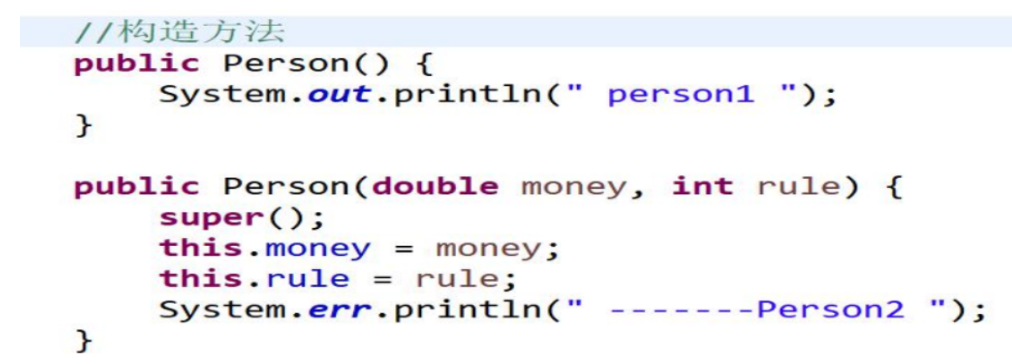 //构造方法
public Person() {
System.out.println(" person1 ");
}
public Person(double money, int rule) {
super();
this.money = money;
this.rule = rule;
System.err.println(" -------Person2 ");
}